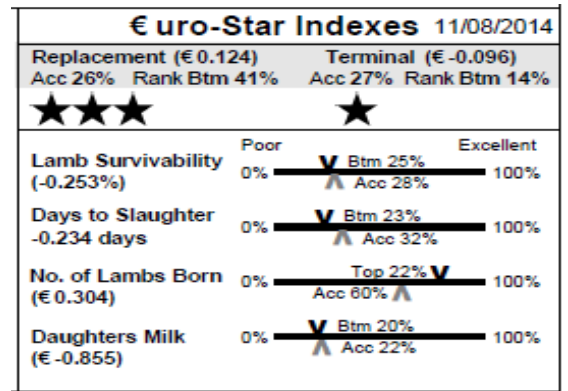 €uro-Star Indexes 11/08/2014
Replacement (€0.124) Terminal (€-0.096)
Acc 26% Rank Btm 41% Acc 27% Rank Btm 14%
Poor Excellent
Lamb Survivability
(-0.253%)
0% Btm 25% 100%
Acc 28%
Days to Slaughter
-0.234 days
0% Btm 23% 100%
Acc 32%
No. of Lambs Born
(€0.304)
0% Top 22% 100%
Acc 60%
Daughters Milk
(€-0.855)
0% Btm 20% 100%
Acc 22%